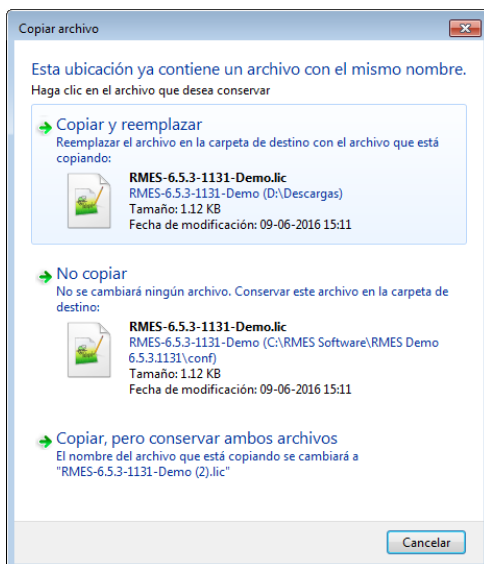 Copiar archivo
Esta ubicación ya contiene un archivo con el mismo nombre.
Haga clic en el archivo que desea conservar
Copiar y reemplazar
Reemplazar el archivo en la carpeta de destino con el archivo que está
copiando:
RMES-6.5.3-1131-Demo.lic
RMES-6.5.3-1131-Demo (D:\Descargas)
Tamaño: 1.12 KB
Fecha de modificación: 09-06-2016 15:11
No copiar
No se cambiará ningún archivo. Conservar este archivo en la carpeta de
destino:
RMES-6.5.3-1131-Demo.lic
RMES-6.5.3-1131-Demo (C:\RMES Software\RMES Demo
6.5.3.1131\conf)
Tamaño: 1.12 KB
Fecha de modificación: 09-06-2016 15:11
Copiar, pero conservar ambos archivos
El nombre del archivo que está copiando se cambiará a
"RMES-6.5.3-1131-Demo (2).lic"
Cancelar